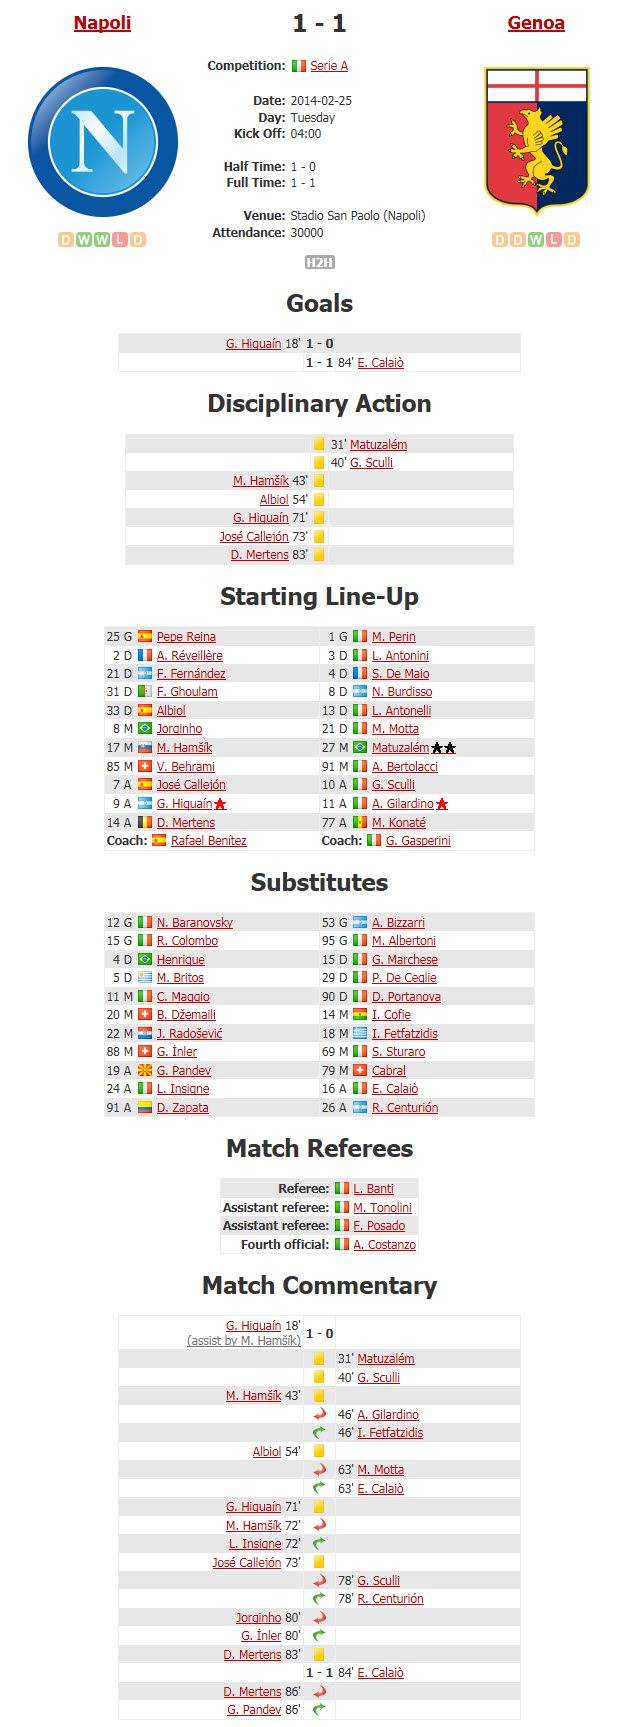 Napoli 1 - 1 Genoa
Competition: Serie A
Date: 2014-02-25
Day: Tuesday
Kick Off: 04:00
Half Time: 1 - 0
Full Time: 1 - 1
Venue: Stadio San Paolo (Napoli)
Attendance: 30000
N
D W W L D
D D W L D
H2H
Goals
G. Higuaín 18' 1 - 0
1 - 1 84' E. Calaiò
Disciplinary Action
31' Matuzalém
40' G. Sculli
M. Hamšík 43'
Albiol 54'
G. Higuaín 71'
José Callejón 73'
D. Mertens 83'
Starting Line-Up
25 G Pepe Reina 1 G M. Perin
2 D A. Réveillère 3 D L. Antonini
21 D F. Fernández 4 D S. De Maio
31 D F. Ghoulam 8 D N. Burdisso
33 D Albiol 13 D L. Antonelli
8 M Jorginho 21 D M. Motta
17 M M. Hamšík 27 M Matuzalém
85 M V. Behrami 91 M A. Bertolacci
7 A José Callejón 10 A G. Sculli
9 A G. Higuaín 11 A A. Gilardino
14 A D. Mertens 77 A M. Konaté
Coach: Rafael Benítez Coach: G. Gasperini
Substitutes
12 G N. Baranovsky 53 G A. Bizzarri
15 G R. Colombo 95 G M. Albertoni
4 D Henrique 15 D G. Marchese
5 D M. Britos 29 D P. De Ceglie
11 M C. Maggio 90 D D. Portanova
20 M B. Džemaili 14 M I. Cofie
22 M J. Radošević 18 M I. Fetfatzidis
88 M G. İnler 69 M S. Sturaro
19 A G. Pandev 79 M Cabral
24 A L. Insigne 16 A E. Calaiò
91 A D. Zapata 26 A R. Centurión
Match Referees
Referee: L. Banti
Assistant referee: M. Tonolini
Assistant referee: F. Posado
Fourth official: A. Costanzo
Match Commentary
G. Higuaín 18' 1 - 0
(assist by M. Hamšík)
31' Matuzalém
40' G. Sculli
M. Hamšík 43'
46' A. Gilardino
46' I. Fetfatzidis
Albiol 54'
63' M. Motta
63' E. Calaiò
G. Higuaín 71'
M. Hamšík 72'
L. Insigne 72'
José Callejón 73'
78' G. Sculli
78' R. Centurión
Jorginho 80'
G. İnler 80'
D. Mertens 83'
1 - 1 84' E. Calaiò
D. Mertens 86'
G. Pandev 86'